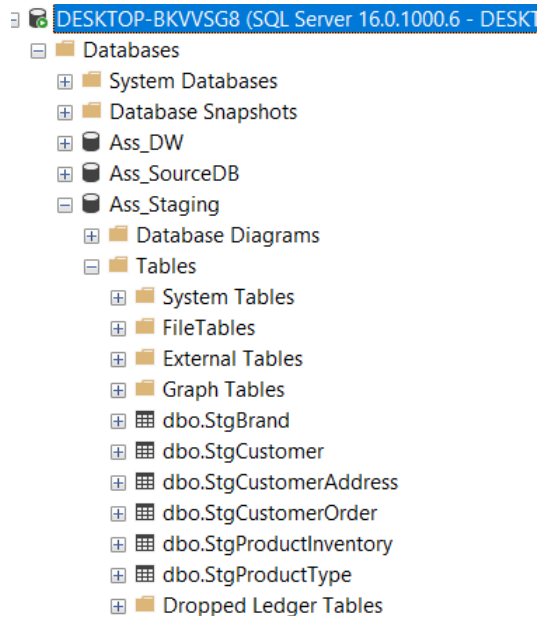 DESKTOP-BKVVSG8 (SQL Server 16.0.1000.6 - DESKT
Databases
System Databases
Database Snapshots
Ass_DW
Ass_SourceDB
Ass_Staging
Database Diagrams
Tables
System Tables
FileTables
External Tables
Graph Tables
dbo.StgBrand
dbo.StgCustomer
dbo.StgCustomerAddress
dbo.StgCustomerOrder
dbo.StgProductInventory
dbo.StgProductType
Dropped Ledger Tables